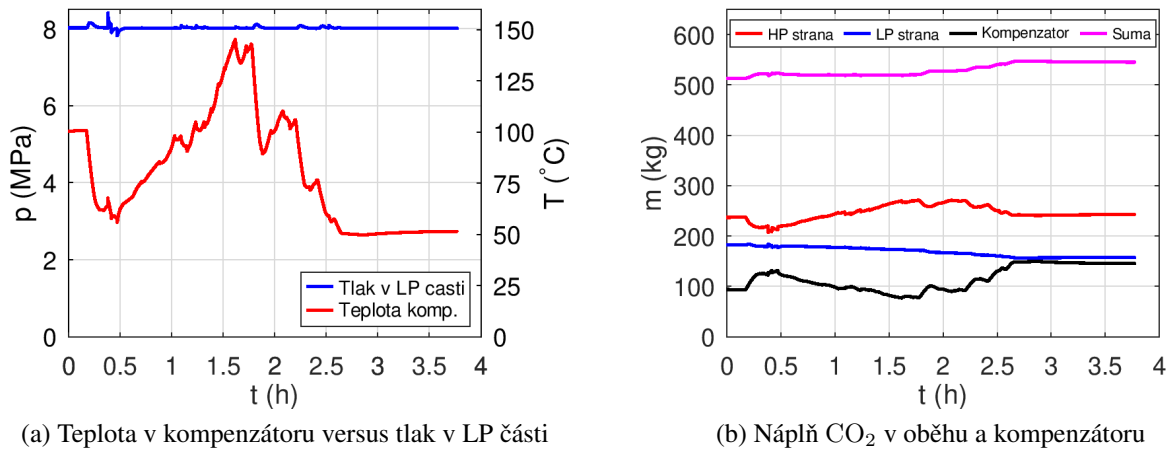 8
6
4
2
0
p (MPa)
150
125
100
75
50
25
0
T (°C)
Tlak v LP casti
Teplota komp.
0 0.5 1 1.5 2 2.5 3 3.5 4
t (h)
(a) Teplota v kompenzátoru versus tlak v LP části
600
500
400
300
200
100
0
m (kg)
HP strana LP strana Kompenzator Suma
0 0.5 1 1.5 2 2.5 3 3.5 4
t (h)
(b) Náplň CO₂ v oběhu a kompenzátoru